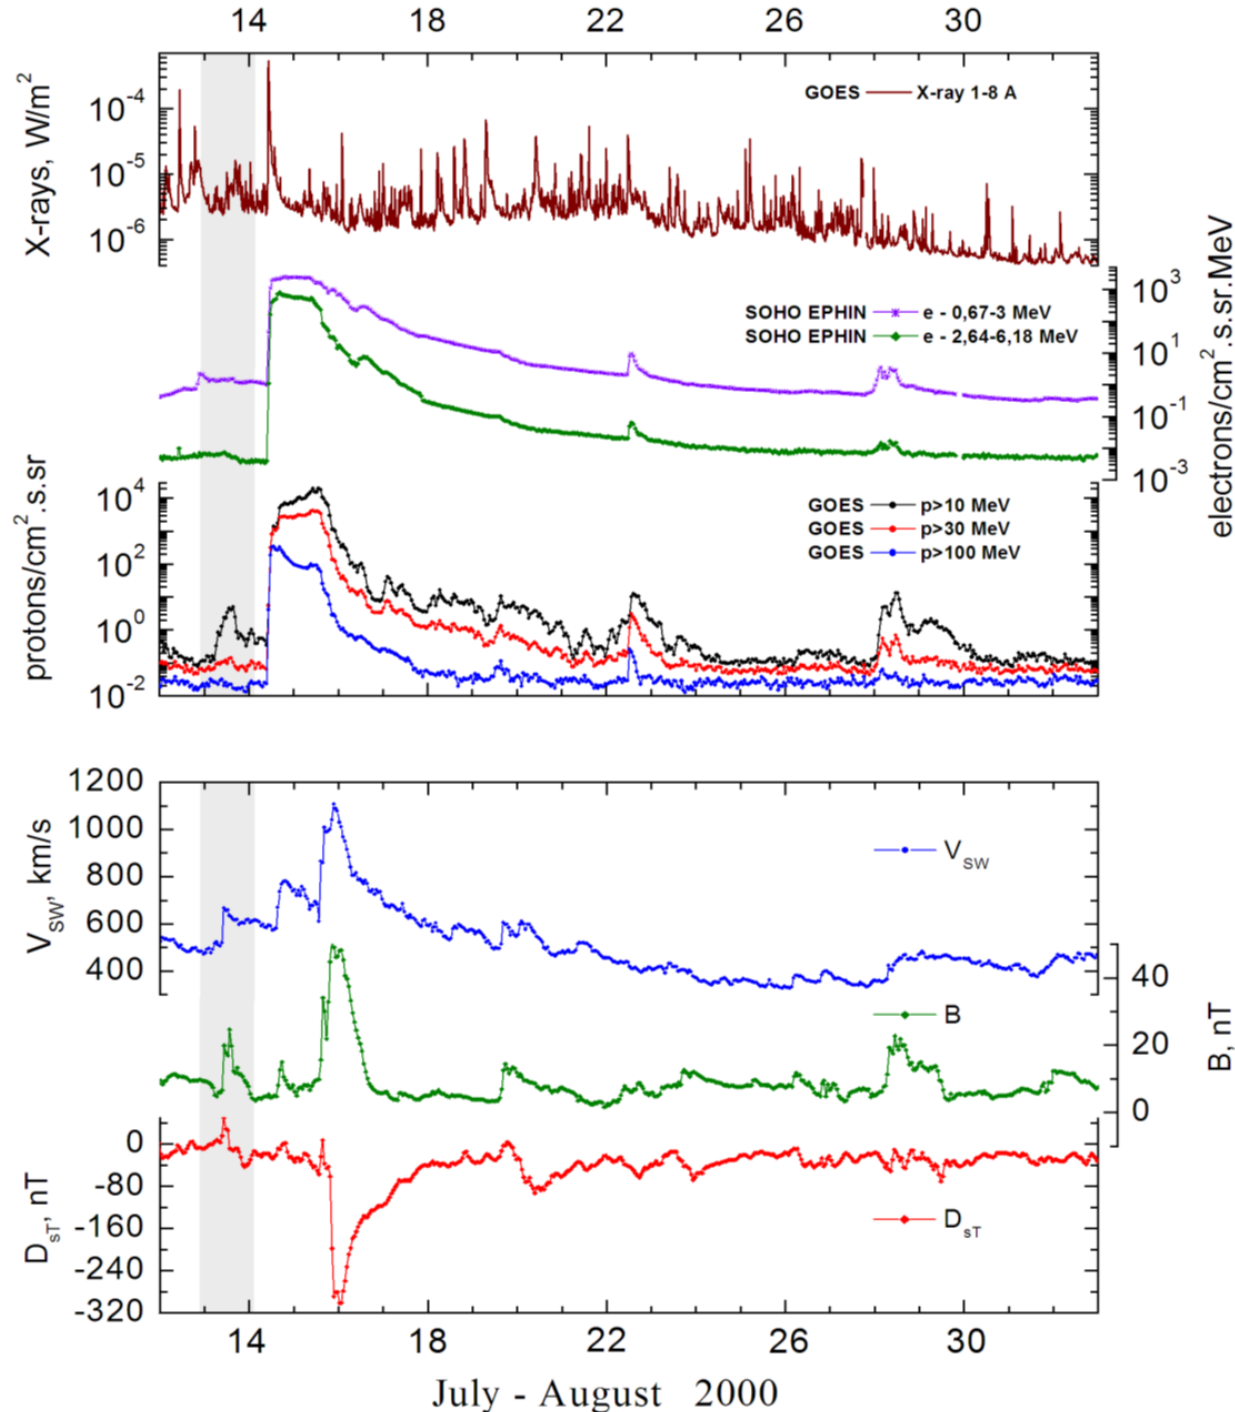 14 18 22 26 30
X-rays, W/m2
10-4
10-5
10-6
GOES X-ray 1-8 A
electrons/cm2.s.sr.MeV
103
101
10-1
10-3
SOHO EPHIN e - 0,67-3 MeV
SOHO EPHIN e - 2,64-6,18 MeV
protons/cm2.s.sr
104
102
100
10-2
GOES p>10 MeV
GOES p>30 MeV
GOES p>100 MeV
VSW, km/s
1200
1000
800
600
400
VSW
B, nT
40
20
0
B
DsT, nT
0
-80
-160
-240
-320
DsT
14 18 22 26 30
July - August 2000